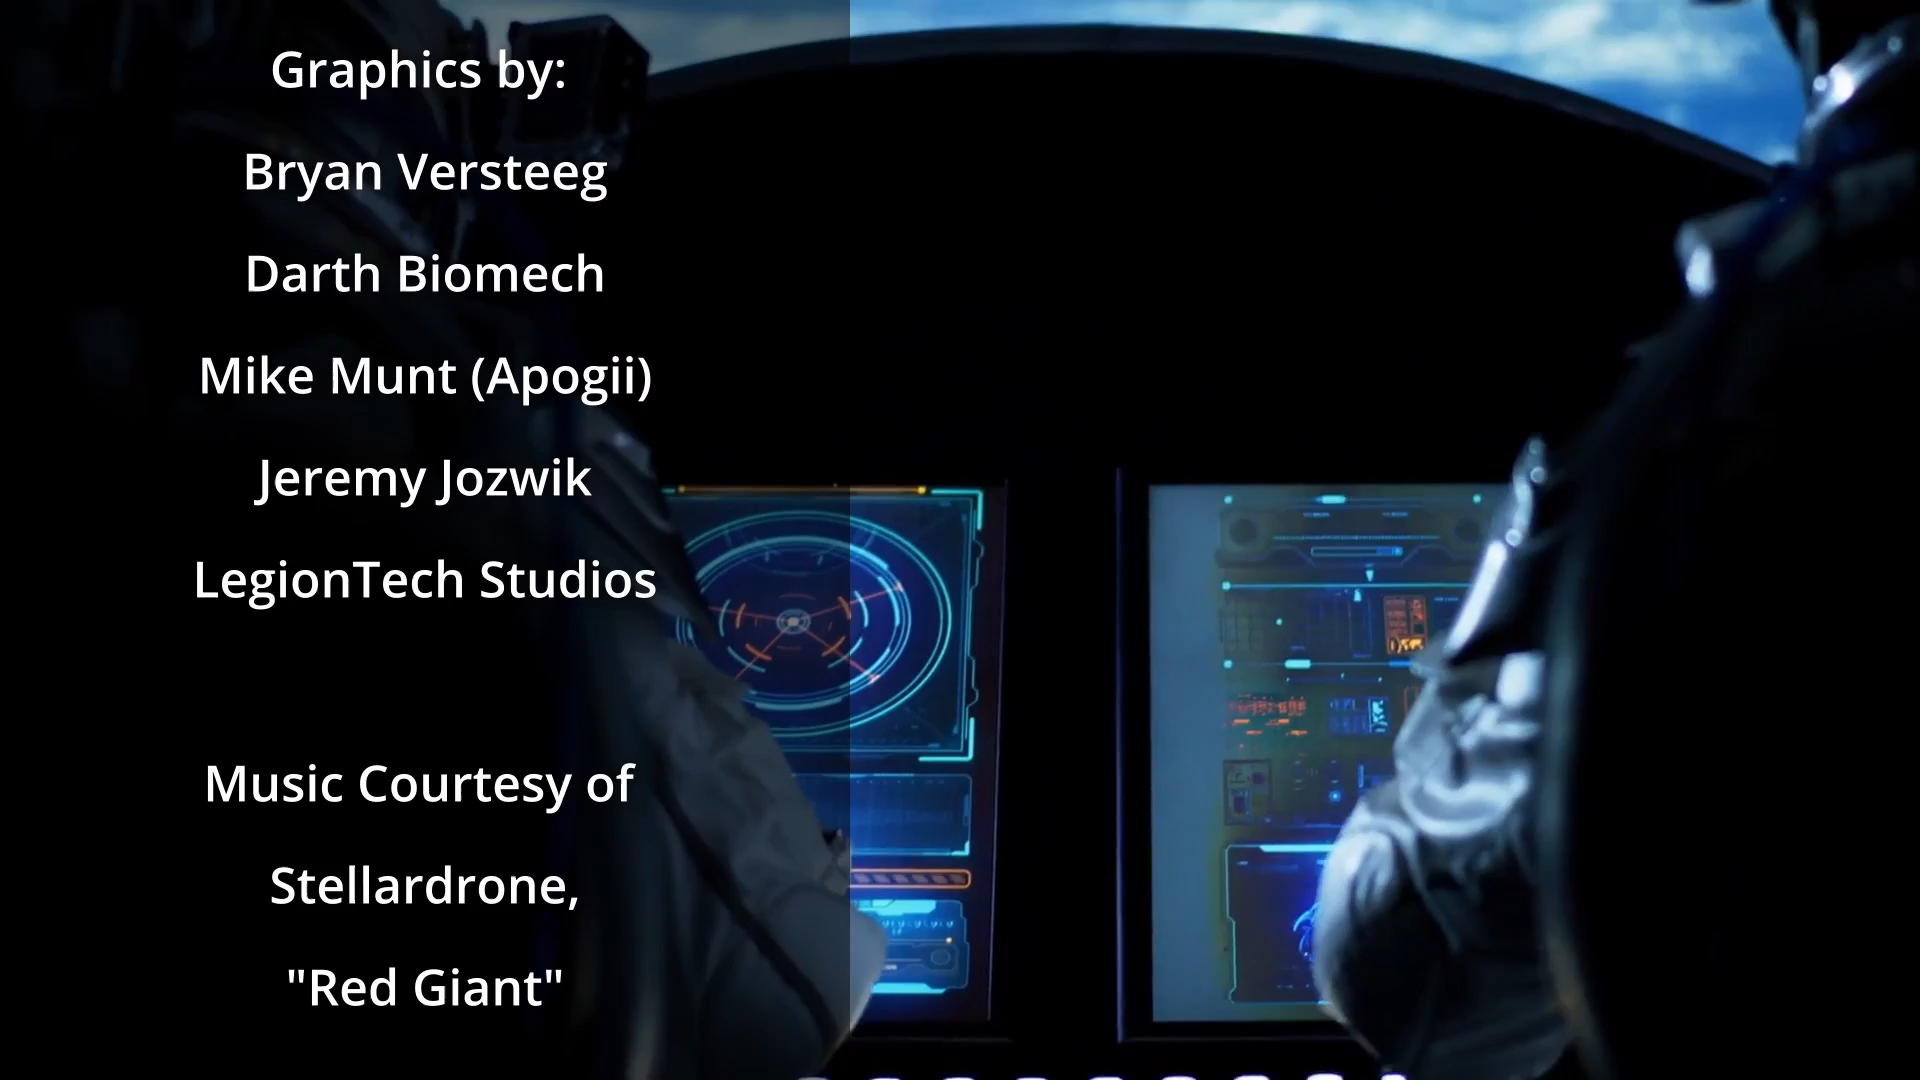 Graphics by:
Bryan Versteeg
Darth Biomech
Mike Munt (Apogii)
Jeremy Jozwik
LegionTech Studios
Music Courtesy of
Stellardrone,
"Red Giant"